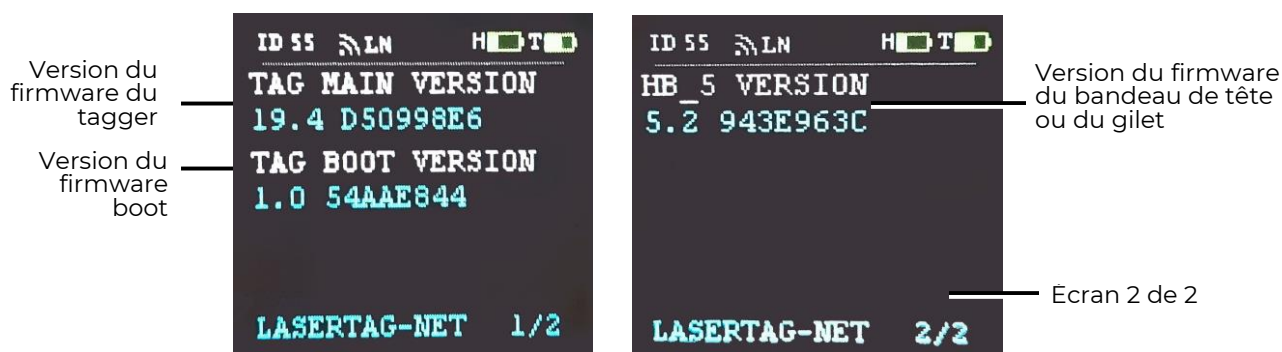 Version du
firmware du
tagger
Version du
firmware
boot
ID 55 LN H T
TAG MAIN VERSION
19.4 D50998E6
TAG BOOT VERSION
1.0 54AAE844
LASERTAG-NET 1/2
ID 55 LN H T
HB_5 VERSION
5.2 943E963C
LASERTAG-NET 2/2
Version du firmware
du bandeau de tête
ou du gilet
Écran 2 de 2